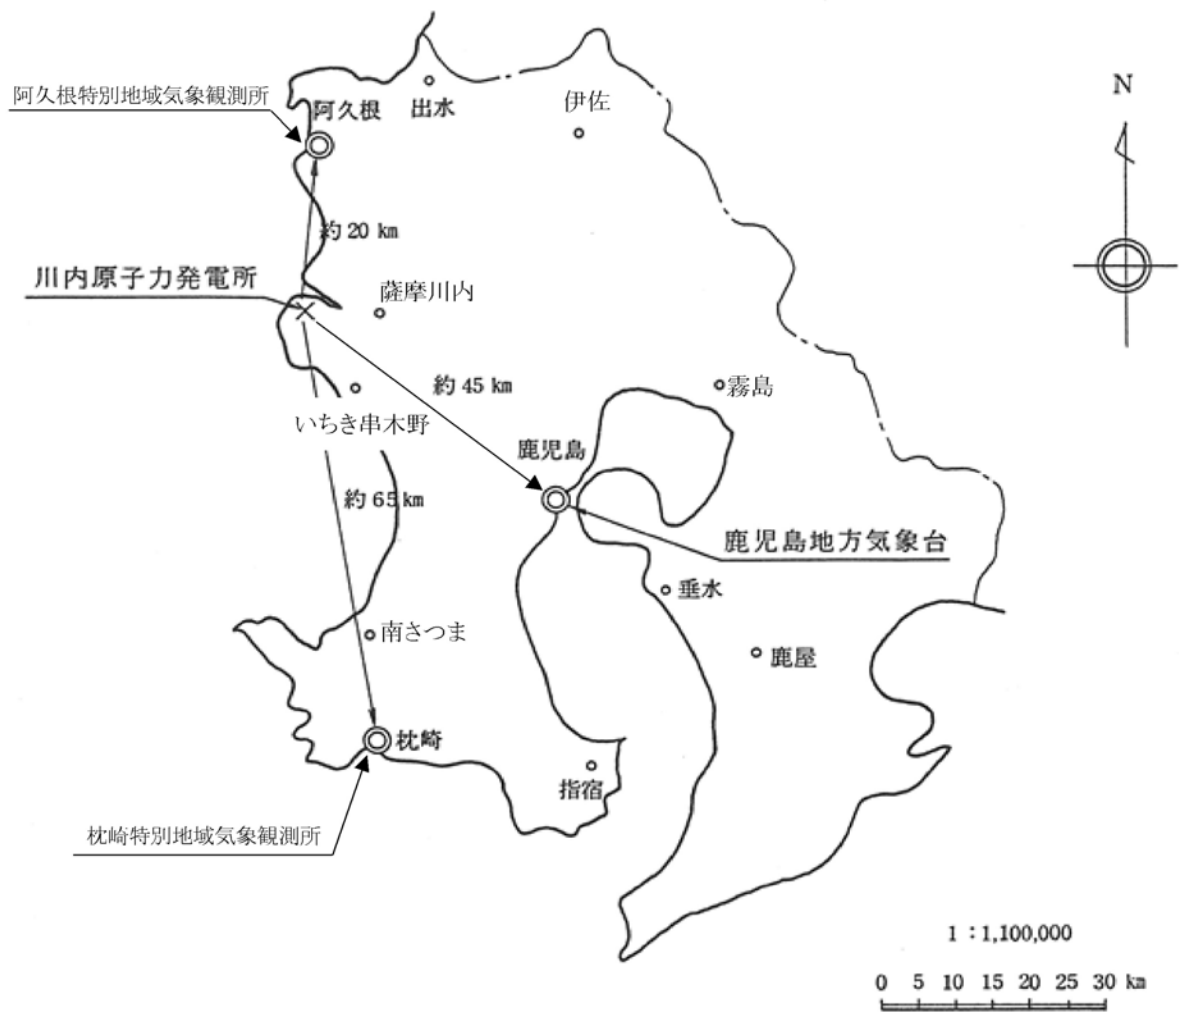 N
阿久根特別地域気象観測所
阿久根
出水
伊佐
約 20 km
川内原子力発電所
薩摩川内
約 45 km
霧島
いちき串木野
鹿児島
約 65 km
鹿児島地方気象台
垂水
南さつま
鹿屋
枕崎
指宿
枕崎特別地域気象観測所
1:1,100,000
0 5 10 15 20 25 30 km